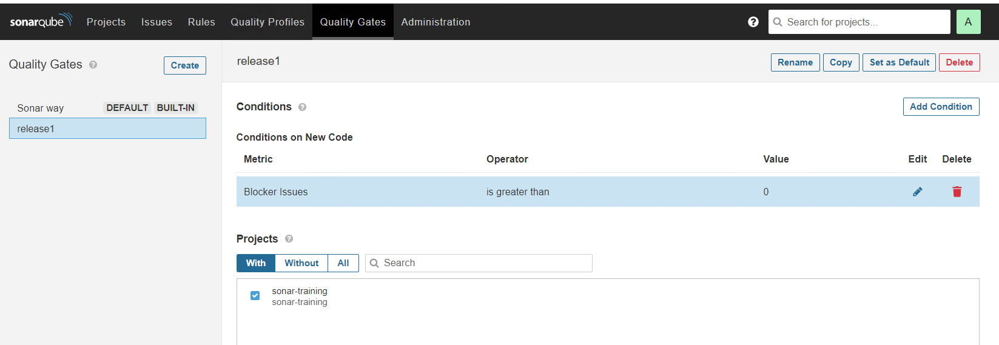 sonarqube Projects Issues Rules Quality Profiles Quality Gates Administration ? Search for projects... A
Quality Gates ? Create
Sonar way DEFAULT BUILT-IN
release1
release1 Rename Copy Set as Default Delete
Conditions ? Add Condition
Conditions on New Code
Metric Operator Value Edit Delete
Blocker Issues is greater than 0
Projects ?
With Without All Search
sonar-training
sonar-training